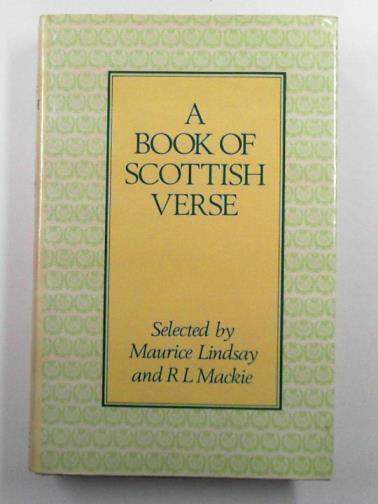 A
BOOK OF
SCOTTISH
VERSE
Selected by
Maurice Lindsay
and R L Mackie